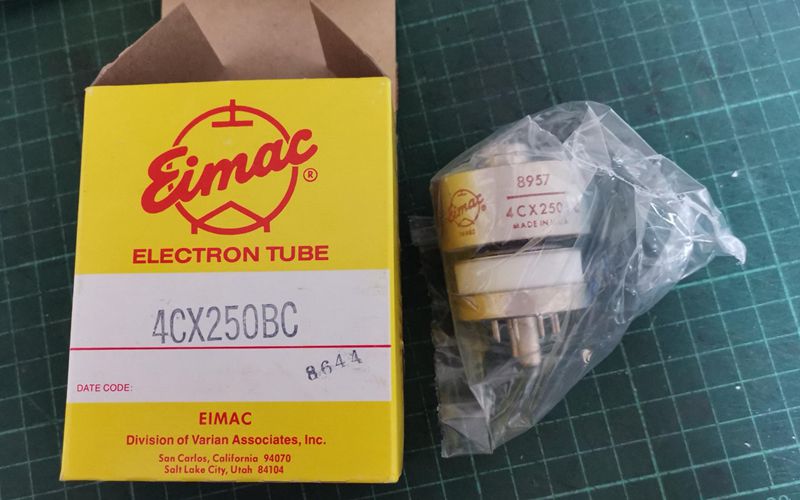 Eimac ®
ELECTRON TUBE
4CX250BC
8644
DATE CODE:
EIMAC
Division of Varian Associates, Inc.
San Carlos, California 94070
Salt Lake City, Utah 84104
Eimac
8957
4CX250
MADE IN